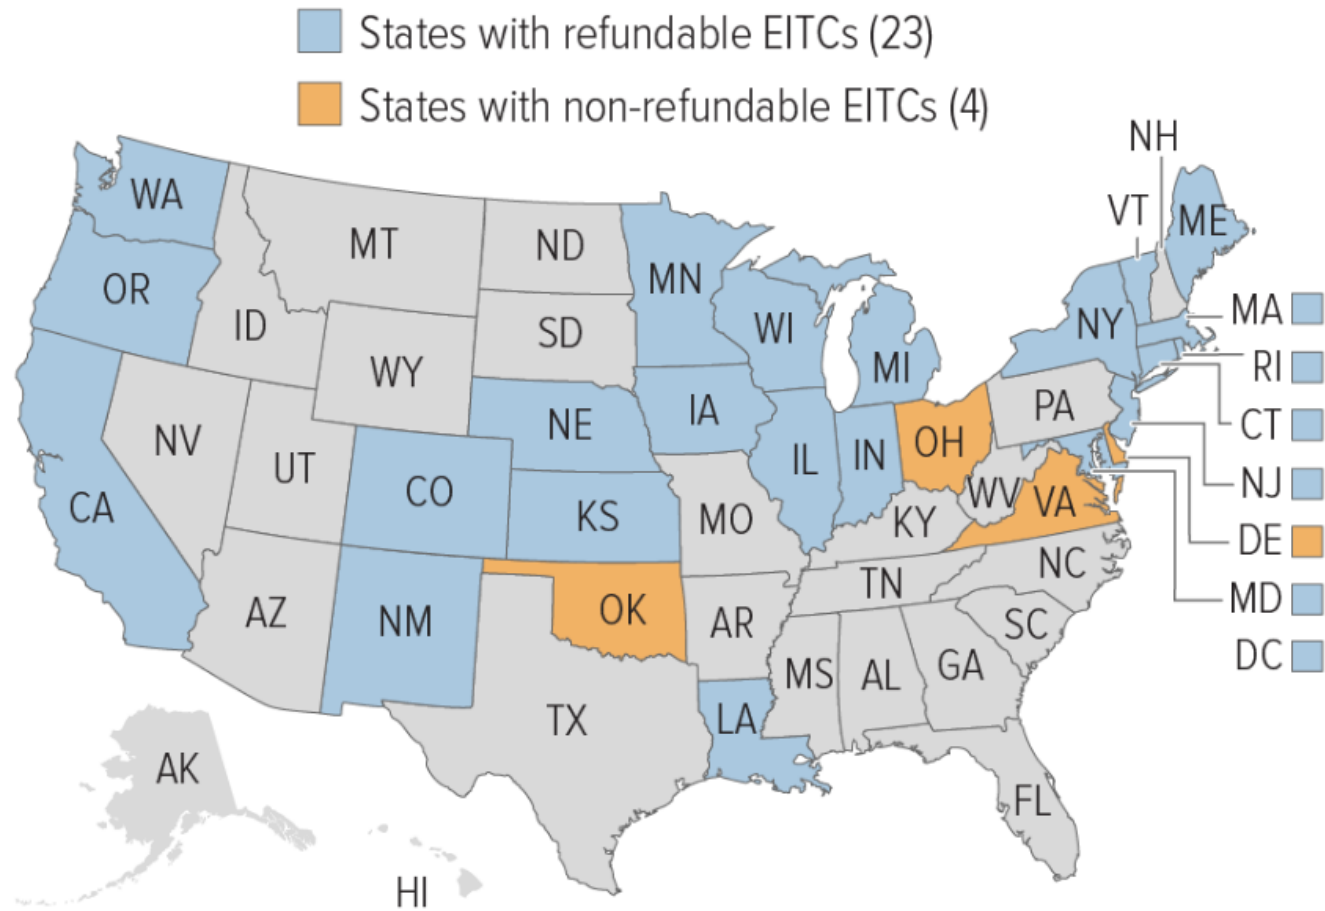 States with refundable EITCs (23)
States with non-refundable EITCs (4)
NH
VT
ME
WA
MT
ND
MN
OR
ID
SD
WI
NY
MA
WY
MI
RI
NV
UT
NE
IA
PA
CT
CO
IL
IN
OH
NJ
CA
KS
MO
KY
WV
VA
DE
AZ
NM
OK
AR
TN
NC
MD
TX
MS
AL
GA
SC
DC
LA
AK
FL
HI